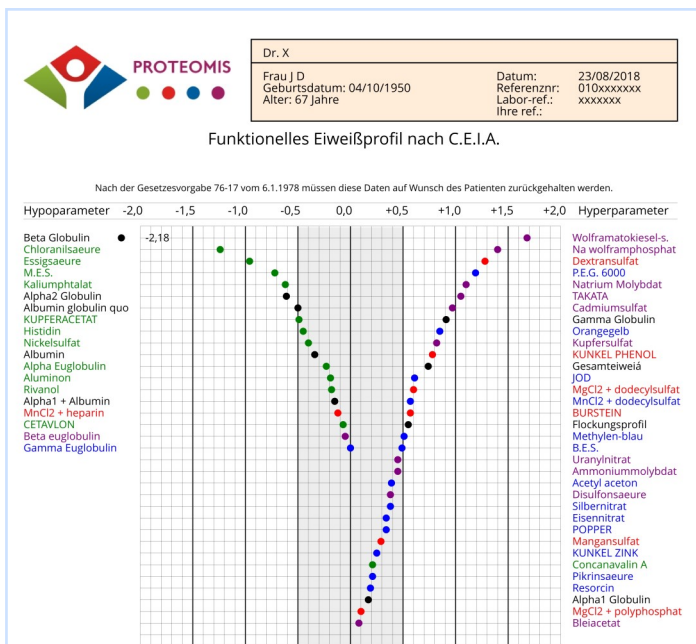 PROTEOMIS
Dr. X
Frau J D
Geburtsdatum: 04/10/1950
Alter: 67 Jahre
Datum: 23/08/2018
Referenznr: 010xxxxxxx
Labor-ref.: xxxxxxx
Ihre ref.:
Funktionelles Eiweißprofil nach C.E.I.A.
Nach der Gesetzesvorgabe 76-17 vom 6.1.1978 müssen diese Daten auf Wunsch des Patienten zurückgehalten werden.
Hypoparameter -2,0 -1,5 -1,0 -0,5 0,0 +0,5 +1,0 +1,5 +2,0 Hyperparameter
Beta Globulin -2,18 Wolframatokiesel-s.
Chloranilsaeure Na wolframphosphat
Essigsaeure Dextransulfat
M.E.S. P.E.G. 6000
Kaliumphtalat Natrium Molybdat
Alpha2 Globulin TAKATA
Albumin globulin quo Cadmiumsulfat
KUPFERACETAT Gamma Globulin
Histidin Orangegelb
Nickelsulfat Kupfersulfat
Albumin KUNKEL PHENOL
Alpha Euglobulin Gesamteiweiá
Aluminon JOD
Rivanol MgCl2 + dodecylsulfat
Alpha1 + Albumin MnCl2 + dodecylsulfat
MnCl2 + heparin BURSTEIN
CETAVLON Flockungsprofil
Beta euglobulin Methylen-blau
Gamma Euglobulin B.E.S.
Uranylnitrat
Ammoniummolybdat
Acetyl aceton
Disulfonsaeure
Silbernitrat
Eisennitrat
POPPER
Mangansulfat
KUNKEL ZINK
Concanavalin A
Pikrinsaeure
Resorcin
Alpha1 Globulin
MgCl2 + polyphosphat
Bleiacetat